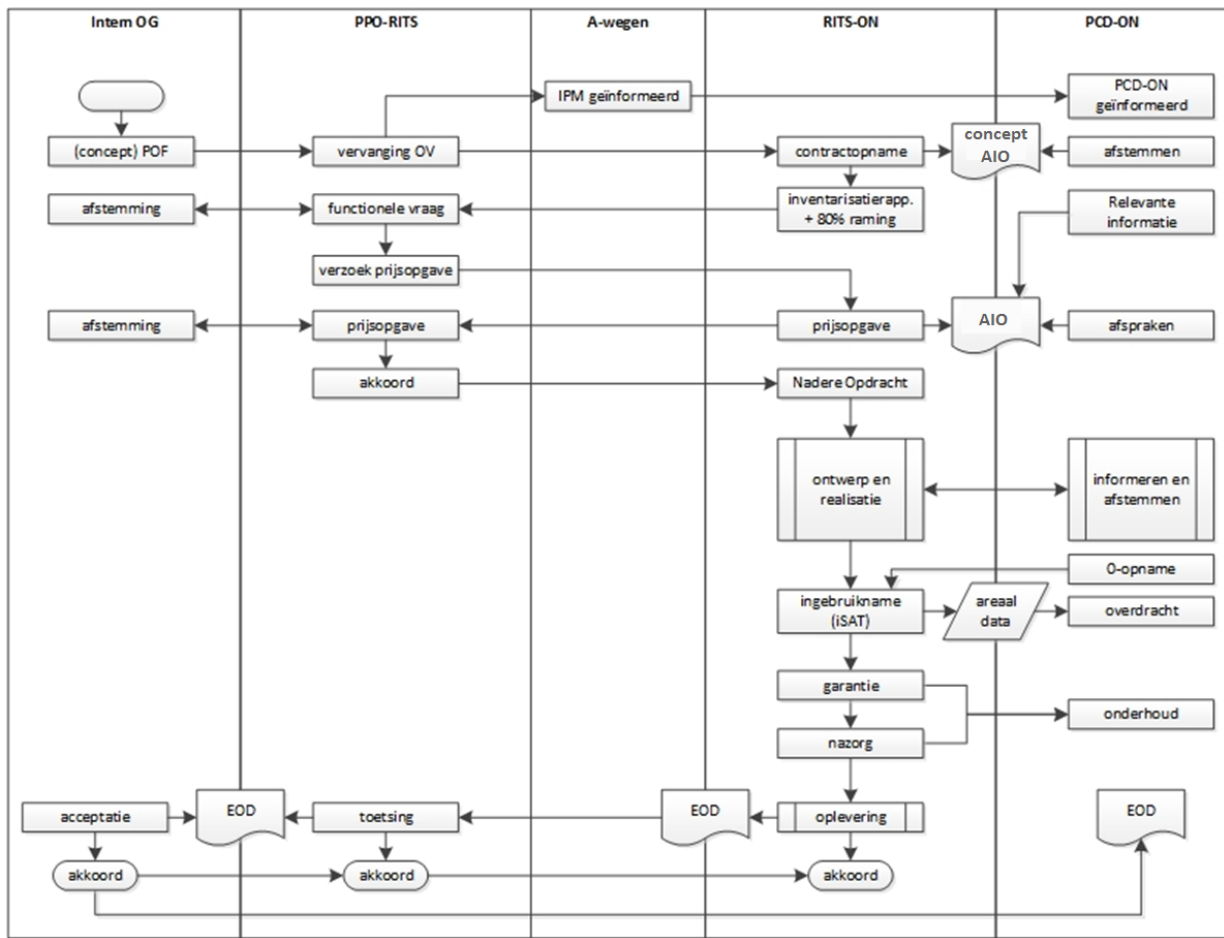 Intern OG
PPO-RITS
A-wegen
RITS-ON
PCD-ON
IPM geïnformeerd
PCD-ON
geïnformeerd
(concept) POF
vervanging OV
contractopname
concept
AIO
afstemmen
afstemming
functionele vraag
inventarisatierapp.
+ 80% raming
Relevante
informatie
verzoek prijsopgave
afstemming
prijsopgave
prijsopgave
AIO
afspraken
akkoord
Nadere Opdracht
ontwerp en
realisatie
informeren en
afstemmen
0-opname
ingebruikname
(iSAT)
areaal
data
overdracht
garantie
onderhoud
nazorg
acceptatie
EOD
toetsing
EOD
oplevering
EOD
akkoord
akkoord
akkoord